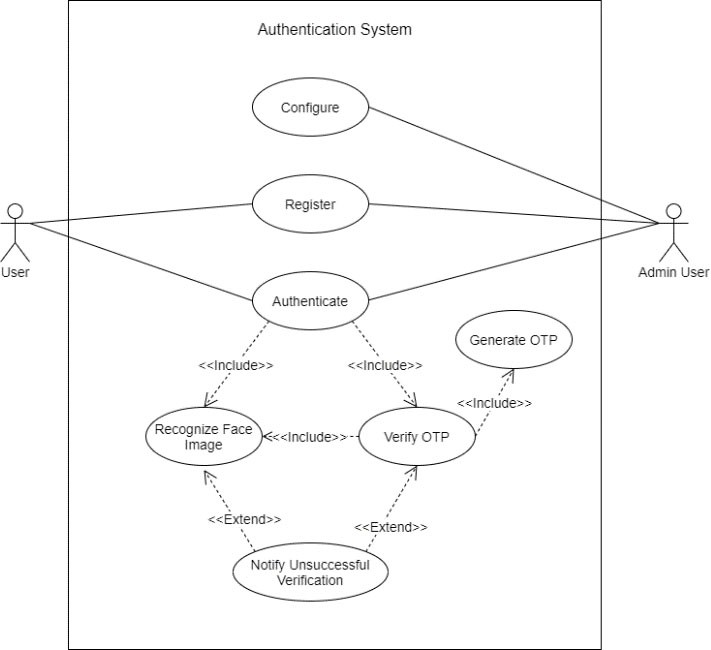 Authentication System
Configure
Register
User
Admin User
Authenticate
Generate OTP
<<Include>>
<<Include>>
<<Include>>
Recognize Face
Image
<<Include>>
Verify OTP
<<Extend>>
<<Extend>>
Notify Unsuccessful
Verification